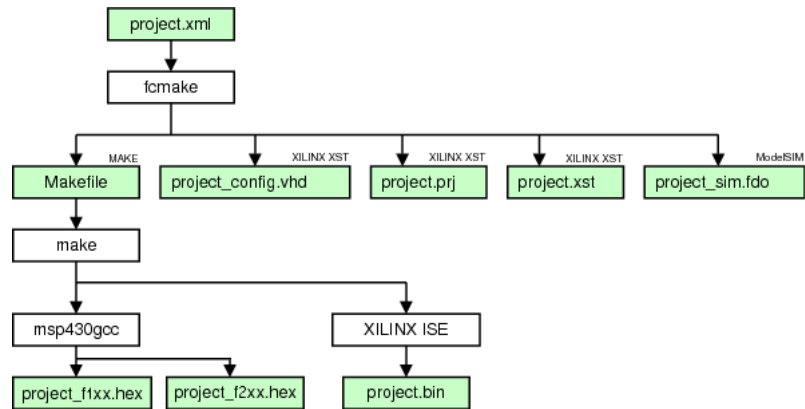 project.xml
fcmake
MAKE
XILINX XST
XILINX XST
XILINX XST
ModelSIM
Makefile
project_config.vhd
project.prj
project.xst
project_sim.fdo
make
msp430gcc
XILINX ISE
project_f1xx.hex
project_f2xx.hex
project.bin